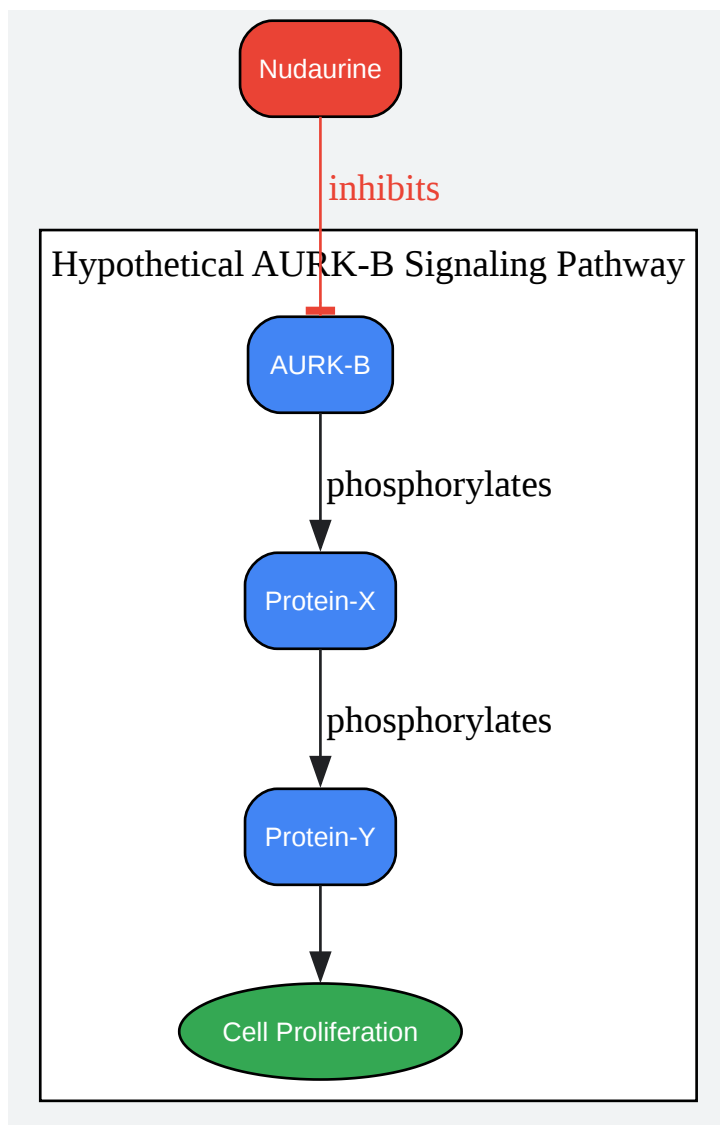 Nudaurine
inhibits
Hypothetical AURK-B Signaling Pathway
AURK-B
phosphorylates
Protein-X
phosphorylates
Protein-Y
Cell Proliferation